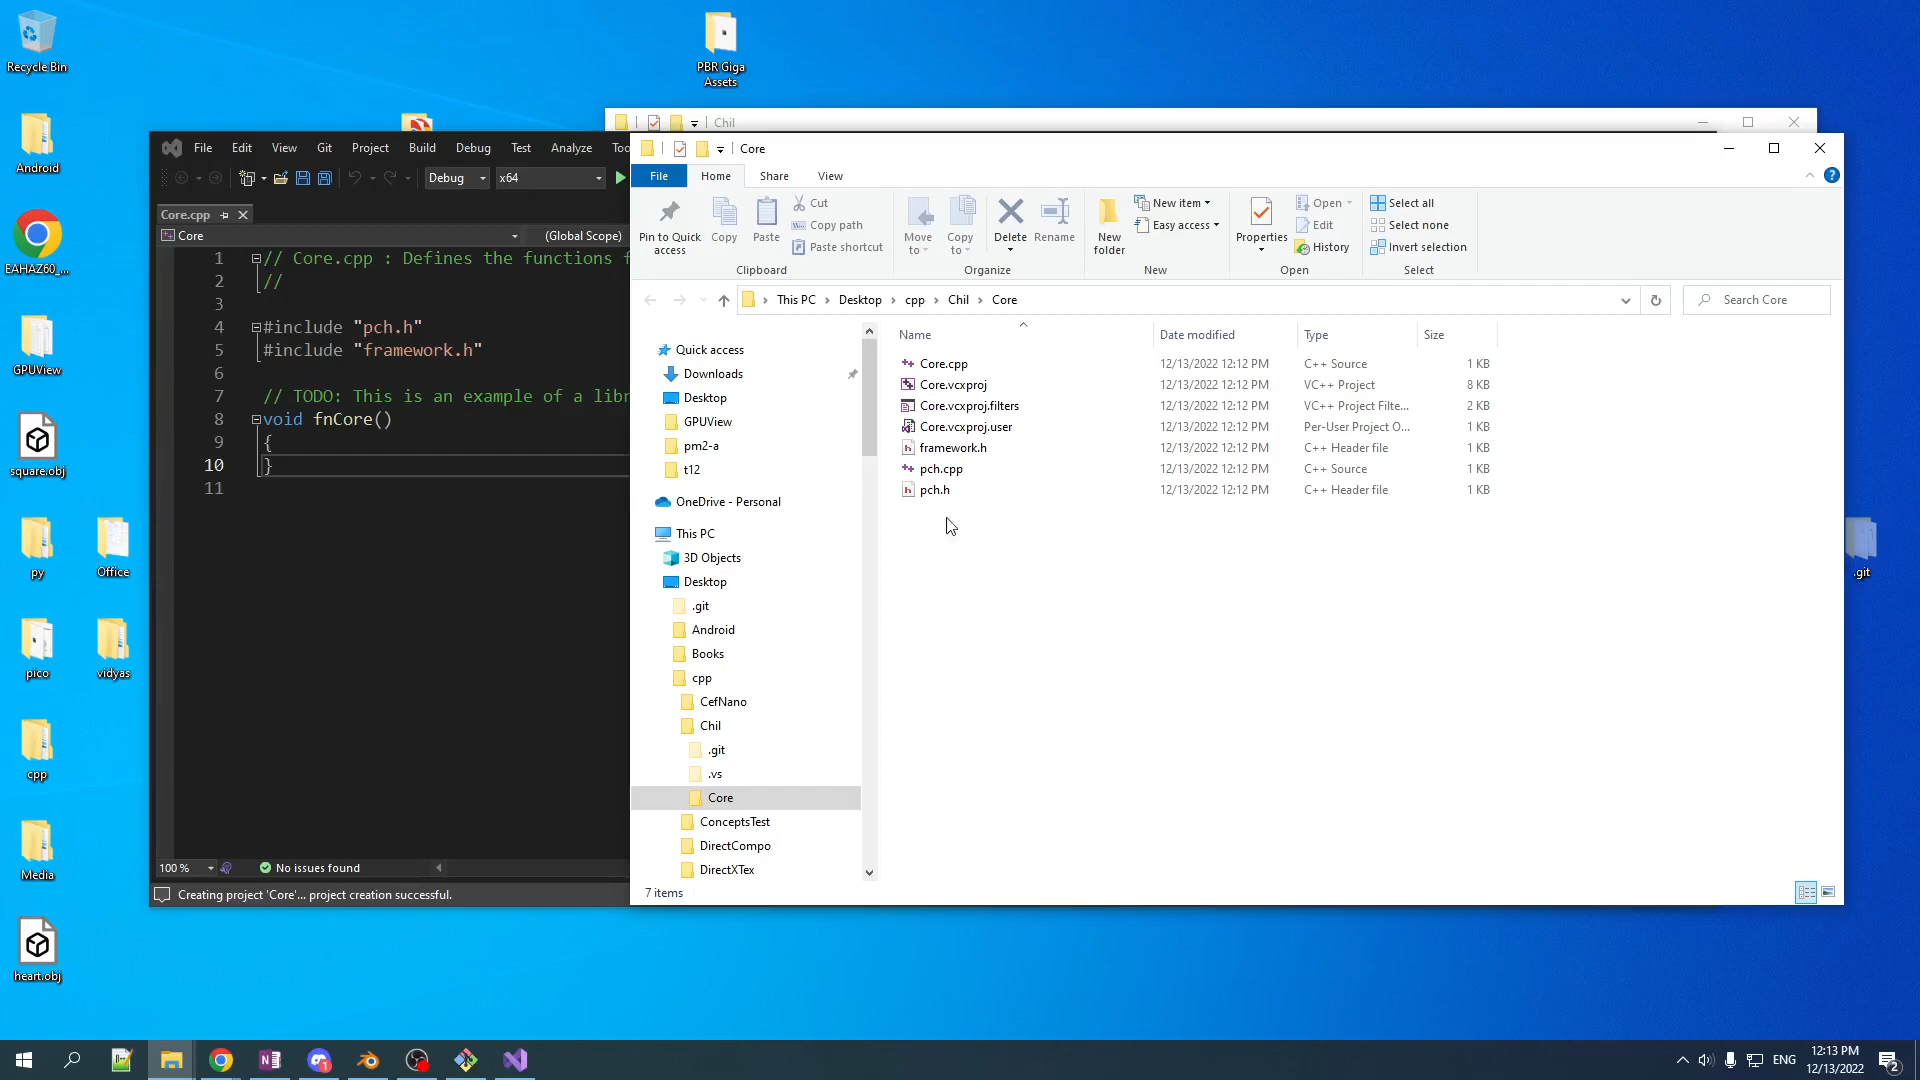 Recycle Bin
Android
EAHAZ60_...
GPUView
square.obj
py
Office
pico
vidyas
cpp
Media
heart.obj
PBR Giga
Assets
.git
Chil
File Edit View Git Project Build Debug Test Analyze Too
Debug x64
Core.cpp
Core (Global Scope)
1 // Core.cpp : Defines the functions f
2 //
3
4 #include "pch.h"
5 #include "framework.h"
6
7 // TODO: This is an example of a libr
8 void fnCore()
9 {
10 }
11
100 % No issues found
Creating project 'Core'... project creation successful.
Core
File Home Share View
Pin to Quick access
Copy
Paste
Cut
Copy path
Paste shortcut
Clipboard
Move to
Copy to
Delete
Rename
Organize
New folder
New item
Easy access
New
Properties
Open
Edit
History
Open
Select all
Select none
Invert selection
Select
This PC > Desktop > cpp > Chil > Core
Search Core
Quick access
Downloads
Desktop
GPUView
pm2-a
t12
OneDrive - Personal
This PC
3D Objects
Desktop
.git
Android
Books
cpp
CefNano
Chil
.git
.vs
Core
ConceptsTest
DirectCompo
DirectXTex
Name Date modified Type Size
Core.cpp 12/13/2022 12:12 PM C++ Source 1 KB
Core.vcxproj 12/13/2022 12:12 PM VC++ Project 8 KB
Core.vcxproj.filters 12/13/2022 12:12 PM VC++ Project Filte... 2 KB
Core.vcxproj.user 12/13/2022 12:12 PM Per-User Project O... 1 KB
framework.h 12/13/2022 12:12 PM C++ Header file 1 KB
pch.cpp 12/13/2022 12:12 PM C++ Source 1 KB
pch.h 12/13/2022 12:12 PM C++ Header file 1 KB
7 items
ENG
12:13 PM
12/13/2022
2